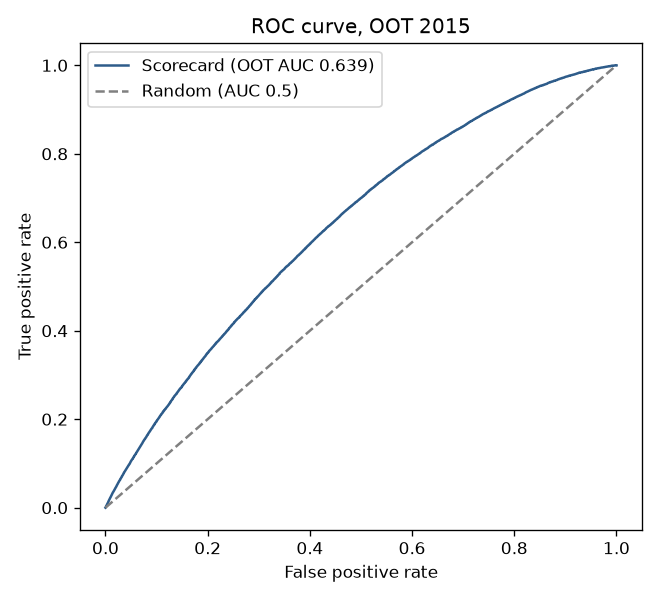 ROC curve, OOT 2015
Scorecard (OOT AUC 0.639)
Random (AUC 0.5)
True positive rate
1.0
0.8
0.6
0.4
0.2
0.0
0.0 0.2 0.4 0.6 0.8 1.0
False positive rate